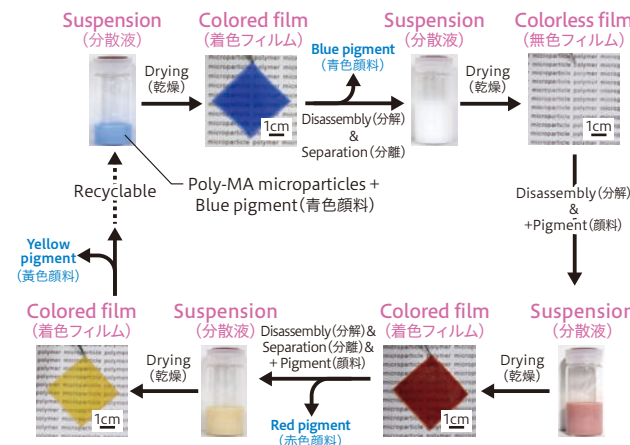 Suspension
(分散液)
Colored film
(着色フィルム)
Suspension
(分散液)
Colorless film
(無色フィルム)
Blue pigment
(青色顔料)
Drying
(乾燥)
1cm
Disassembly(分解)
&
Separation(分離)
Drying
(乾燥)
1cm
Recyclable
Poly-MA microparticles +
Blue pigment(青色顔料)
Disassembly(分解)
&
+Pigment(顔料)
Yellow
pigment
(黃色顔料)
Colored film
(着色フィルム)
Suspension
(分散液)
Disassembly(分解)&
Separation(分離)&
+ Pigment(顔料)
Colored film
(着色フィルム)
Suspension
(分散液)
1cm
Drying
(乾燥)
Red pigment
(赤色顔料)
1cm
Drying
(乾燥)